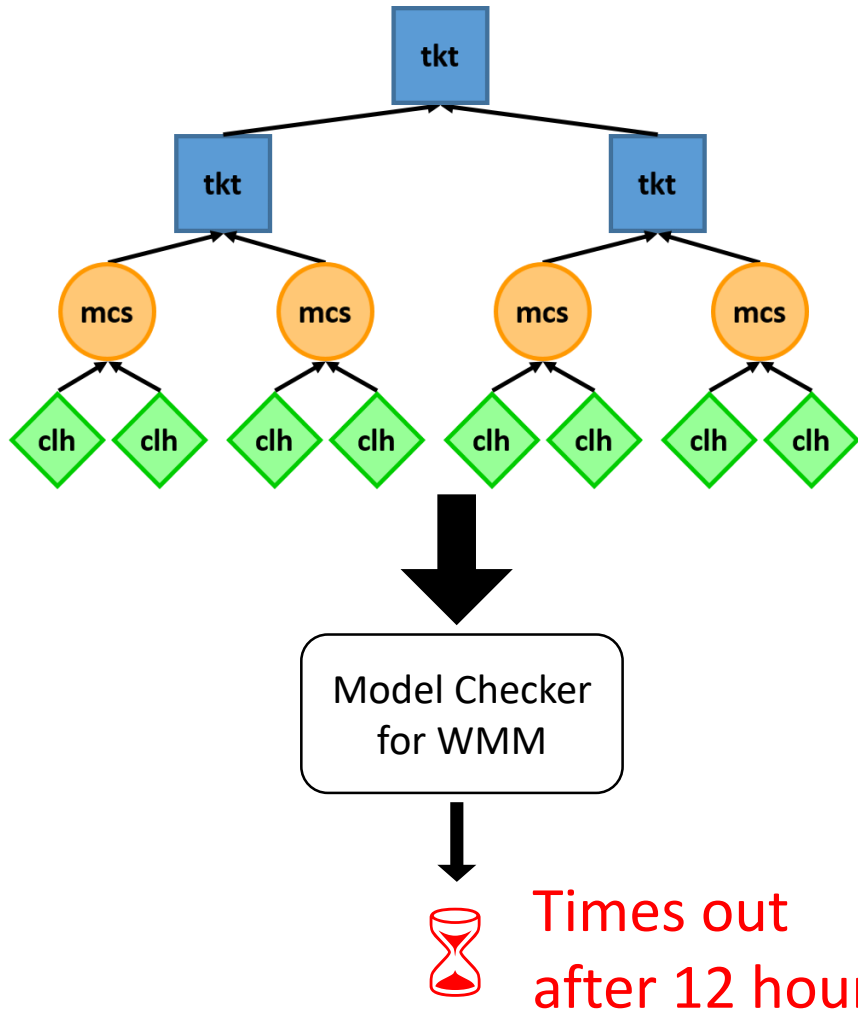 tkt
tkt tkt
mcs mcs mcs mcs
clh clh clh clh clh clh clh clh
Model Checker
for WMM
Times out
after 12 hour